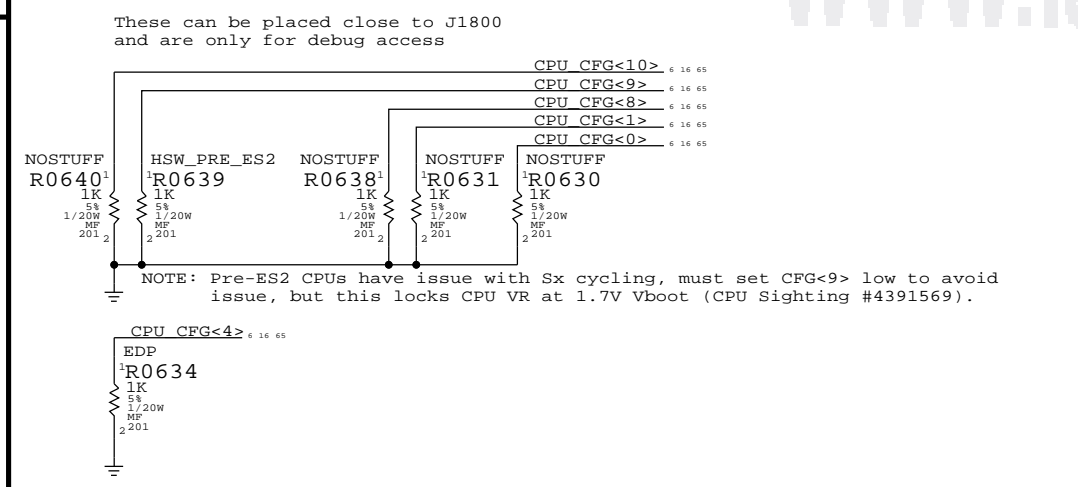 These can be placed close to J1800
and are only for debug access
CPU_CFG<10> 6 16 65
CPU_CFG<9> 6 16 65
CPU_CFG<8> 6 16 65
CPU_CFG<1> 6 16 65
CPU_CFG<0> 6 16 65
NOSTUFF HSW_PRE_ES2 NOSTUFF NOSTUFF NOSTUFF
R0640 1 1 R0639 R0638 1 1 R0631 1 R0630
1K 1K 1K 1K 1K
5% 5% 5% 5% 5%
1/20W 1/20W 1/20W 1/20W 1/20W
MF MF MF MF MF
201 2 2 201 201 2 2 201 2 201
NOTE: Pre-ES2 CPUs have issue with Sx cycling, must set CFG<9> low to avoid
issue, but this locks CPU VR at 1.7V Vboot (CPU Sighting #4391569).
CPU_CFG<4> 6 16 65
EDP
1 R0634
1K
5%
1/20W
MF
2 201